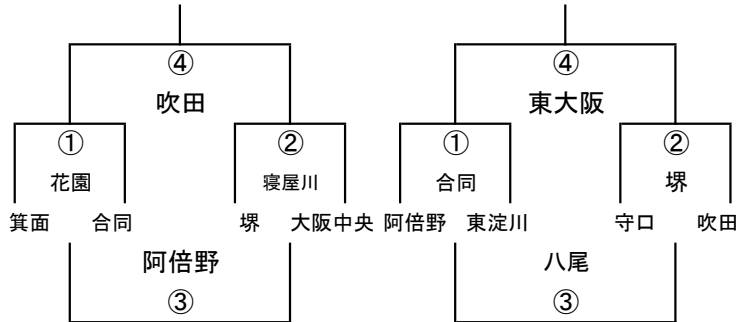 ④ ④
吹田 東大阪
① ② ① ②
花園 寝屋川 合同 堺
箕面 合同 堺 大阪中央 阿倍野 東淀川 守口 吹田
阿倍野 八尾
③ ③